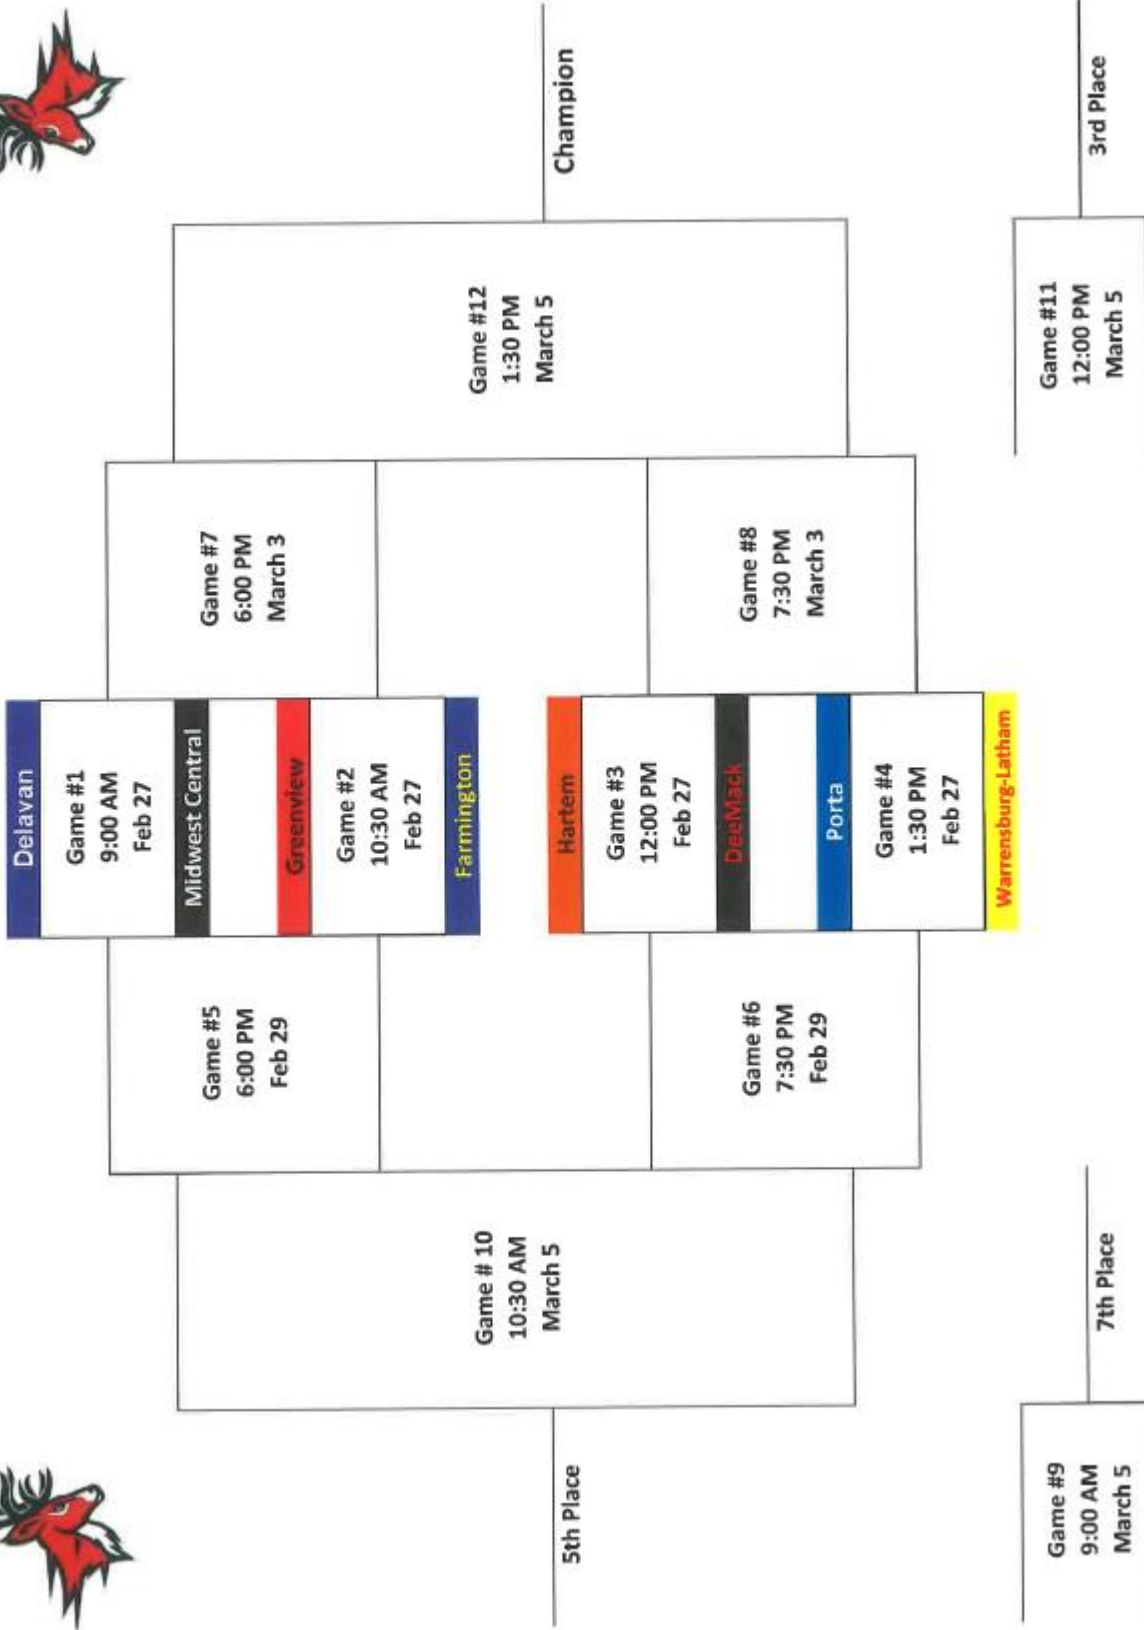 Delavan
Game #1
9:00 AM
Feb 27
Midwest Central
Greenview
Game #2
10:30 AM
Feb 27
Farmington
Hartem
Game #3
12:00 PM
Feb 27
DeeMack
Porta
Game #4
1:30 PM
Feb 27
Warrensburg-Latham
Game #5
6:00 PM
Feb 29
Game #6
7:30 PM
Feb 29
Game #7
6:00 PM
March 3
Game #8
7:30 PM
March 3
Game # 10
10:30 AM
March 5
5th Place
Game #12
1:30 PM
March 5
Champion
Game #9
9:00 AM
March 5
7th Place
Game #11
12:00 PM
March 5
3rd Place